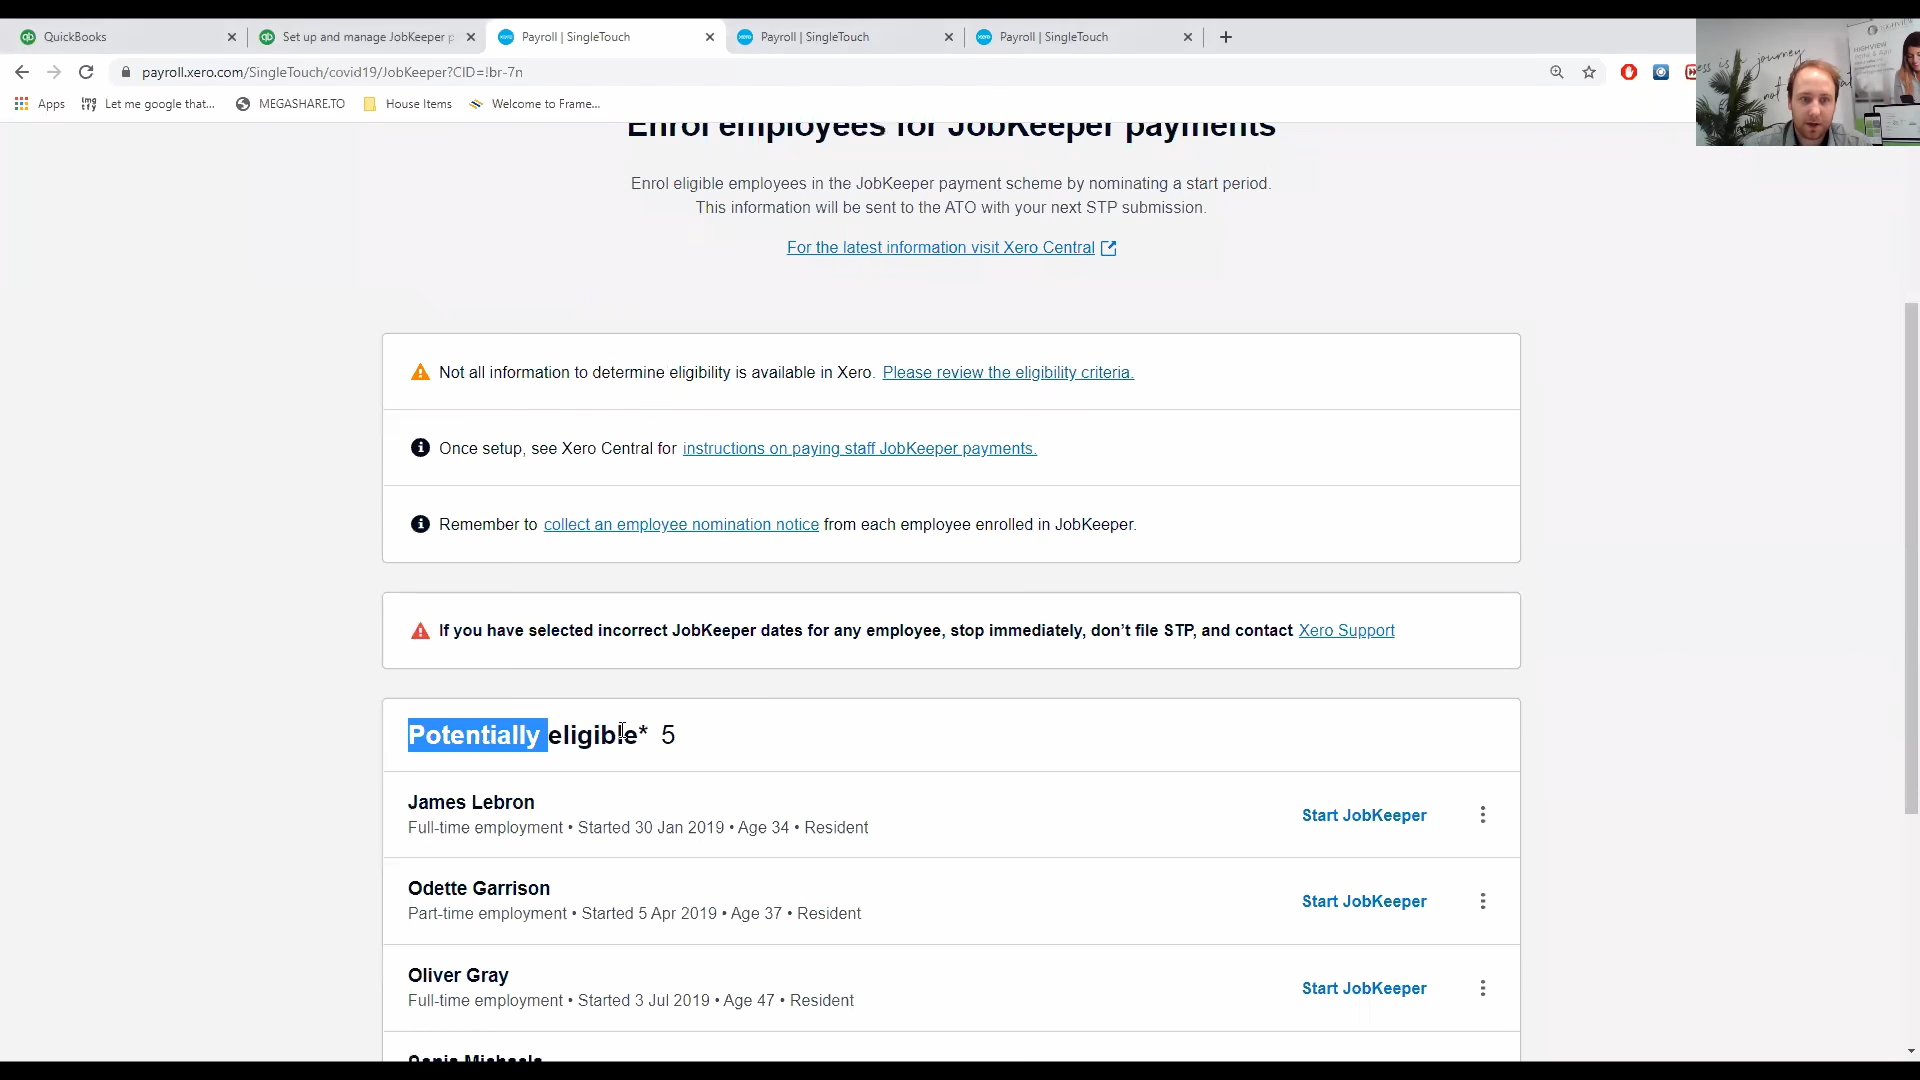 QuickBooks
Set up and manage JobKeeper p
Payroll | SingleTouch
Payroll | SingleTouch
Payroll | SingleTouch
payroll.xero.com/SingleTouch/covid19/JobKeeper?CID=!br-7n
Apps
Let me google that...
MEGASHARE.TO
House Items
Welcome to Frame...
Enrol employees for JobKeeper payments
Enrol eligible employees in the JobKeeper payment scheme by nominating a start period.
This information will be sent to the ATO with your next STP submission.
For the latest information visit Xero Central
Not all information to determine eligibility is available in Xero. Please review the eligibility criteria.
Once setup, see Xero Central for instructions on paying staff JobKeeper payments.
Remember to collect an employee nomination notice from each employee enrolled in JobKeeper.
If you have selected incorrect JobKeeper dates for any employee, stop immediately, don’t file STP, and contact Xero Support
Potentially eligible* 5
James Lebron
Full-time employment • Started 30 Jan 2019 • Age 34 • Resident
Start JobKeeper
Odette Garrison
Part-time employment • Started 5 Apr 2019 • Age 37 • Resident
Start JobKeeper
Oliver Gray
Full-time employment • Started 3 Jul 2019 • Age 47 • Resident
Start JobKeeper